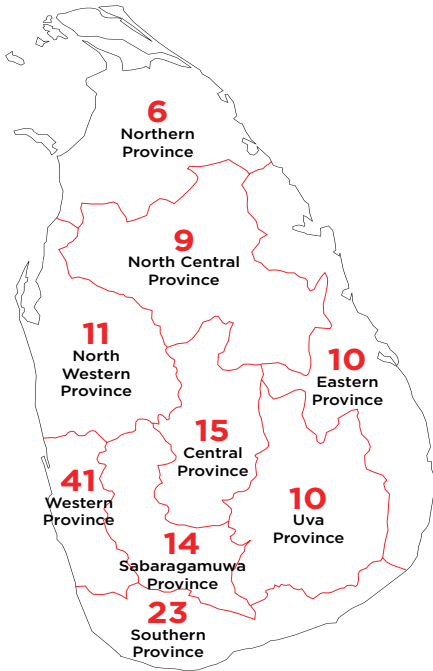 6
Northern
Province
9
North Central
Province
11
North
Western
Province
10
Eastern
Province
15
Central
Province
41
Western
Province
10
Uva
Province
14
Sabaragamuwa
Province
23
Southern
Province